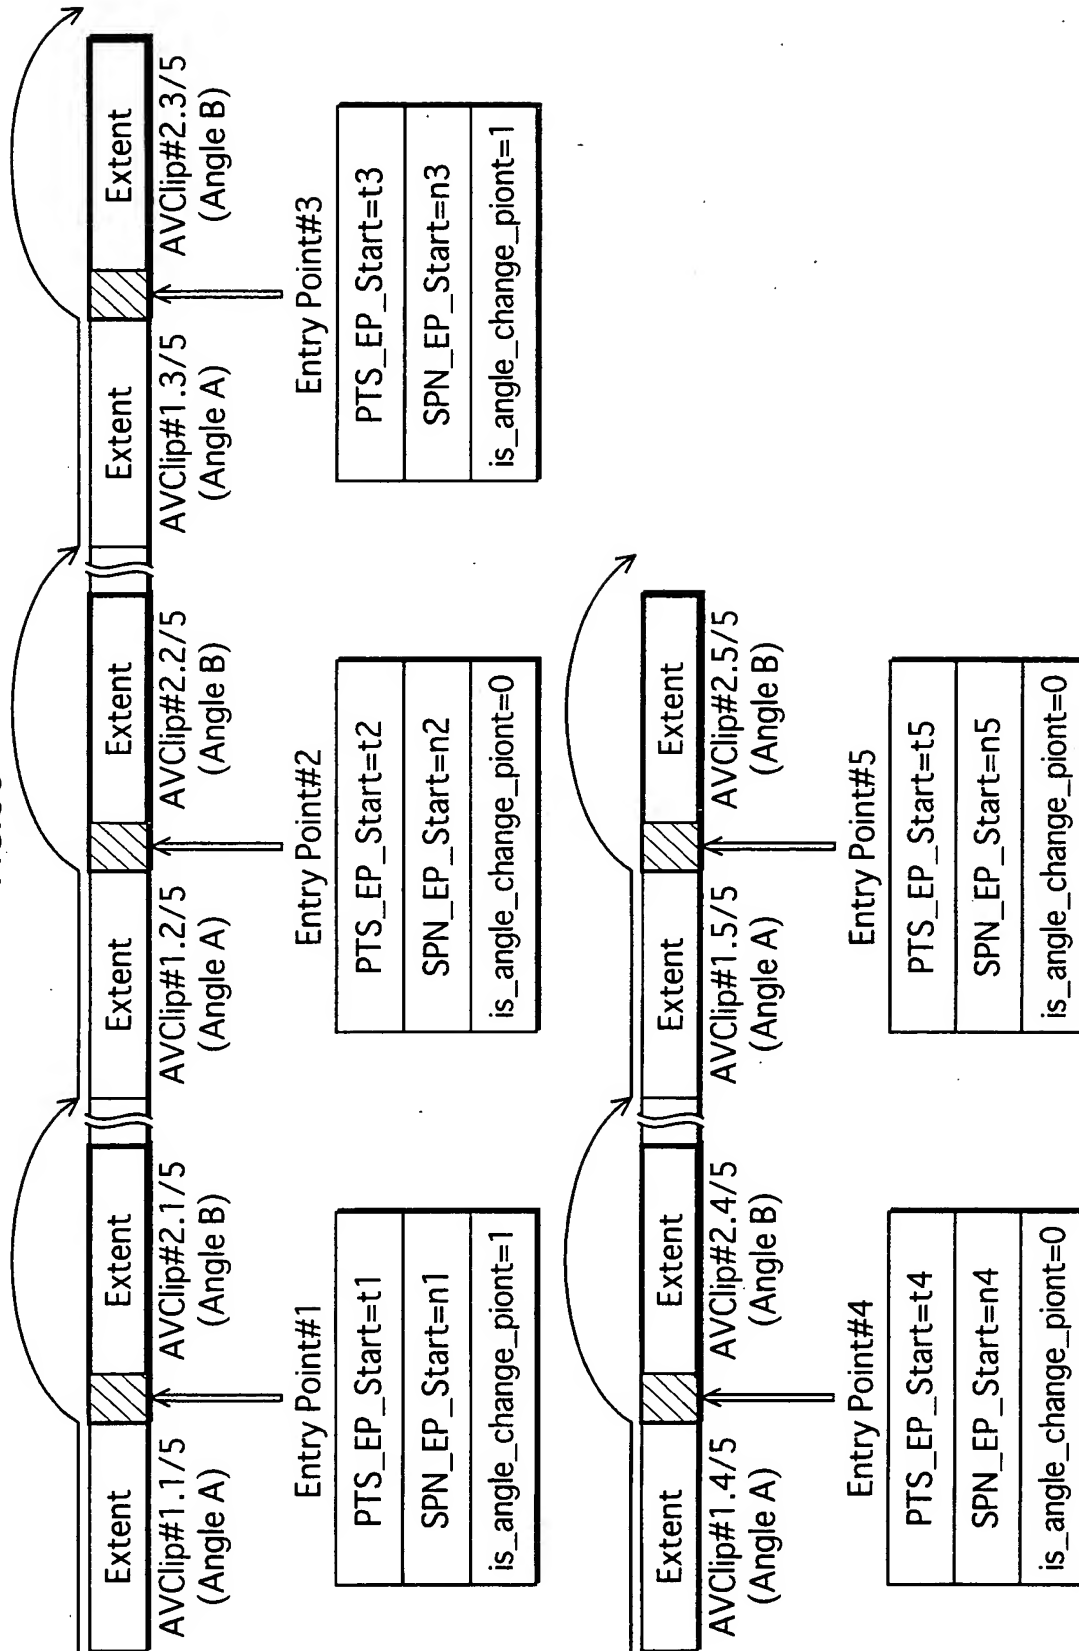 Extent Extent Extent Extent Extent Extent
AVClip#1.1/5 AVClip#2.1/5 AVClip#1.2/5 AVClip#2.2/5 AVClip#1.3/5 AVClip#2.3/5
(Angle A) (Angle B) (Angle A) (Angle B) (Angle A) (Angle B)
Entry Point#1 Entry Point#2 Entry Point#3
PTS_EP_Start=t1 PTS_EP_Start=t2 PTS_EP_Start=t3
SPN_EP_Start=n1 SPN_EP_Start=n2 SPN_EP_Start=n3
is_angle_change_piont=1 is_angle_change_piont=0 is_angle_change_piont=1
Extent Extent Extent Extent
AVClip#1.4/5 AVClip#2.4/5 AVClip#1.5/5 AVClip#2.5/5
(Angle A) (Angle B) (Angle A) (Angle B)
Entry Point#4 Entry Point#5
PTS_EP_Start=t4 PTS_EP_Start=t5
SPN_EP_Start=n4 SPN_EP_Start=n5
is_angle_change_piont=0 is_angle_change_piont=0